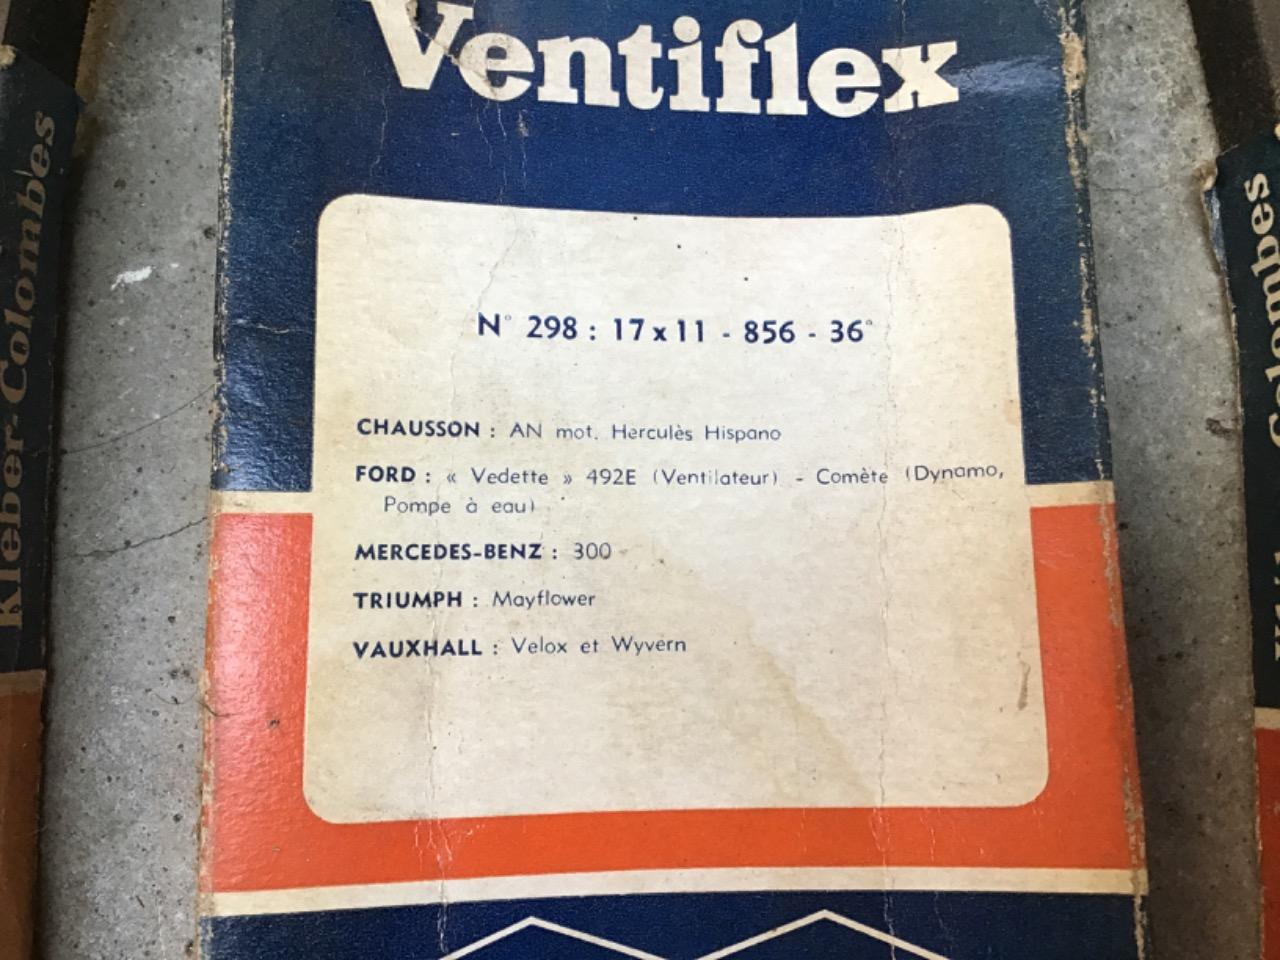 Ventiflex
N° 298 : 17 x 11 - 856 - 36°
CHAUSSON : AN mot. Herculès Hispano
FORD : « Vedette » 492E (Ventilateur) - Comète (Dynamo,
Pompe à eau)
MERCEDES-BENZ : 300
TRIUMPH : Mayflower
VAUXHALL : Velox et Wyvern
Kleber-Colombes
Colombes